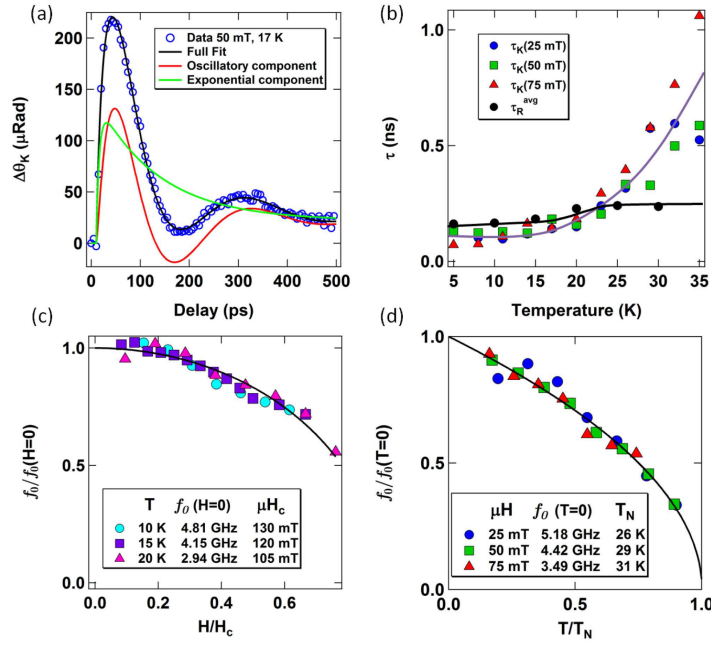 (a)
200
150
100
50
0
ΔθK (μRad)
Data 50 mT, 17 K
Full Fit
Oscillatory component
Exponential component
0 100 200 300 400 500
Delay (ps)
(b)
1.0
0.5
0.0
τ (ns)
τK(25 mT)
τK(50 mT)
τK(75 mT)
τR avg
5 10 15 20 25 30 35
Temperature (K)
(c)
1.0
0.5
0.0
f0/f0(H=0)
T f0 (H=0) μHc
10 K 4.81 GHz 130 mT
15 K 4.15 GHz 120 mT
20 K 2.94 GHz 105 mT
0.0 0.2 0.4 0.6
H/Hc
(d)
1.0
0.5
0.0
f0/f0(T=0)
μH f0 (T=0) TN
25 mT 5.18 GHz 26 K
50 mT 4.42 GHz 29 K
75 mT 3.49 GHz 31 K
0.0 0.5 1.0
T/TN